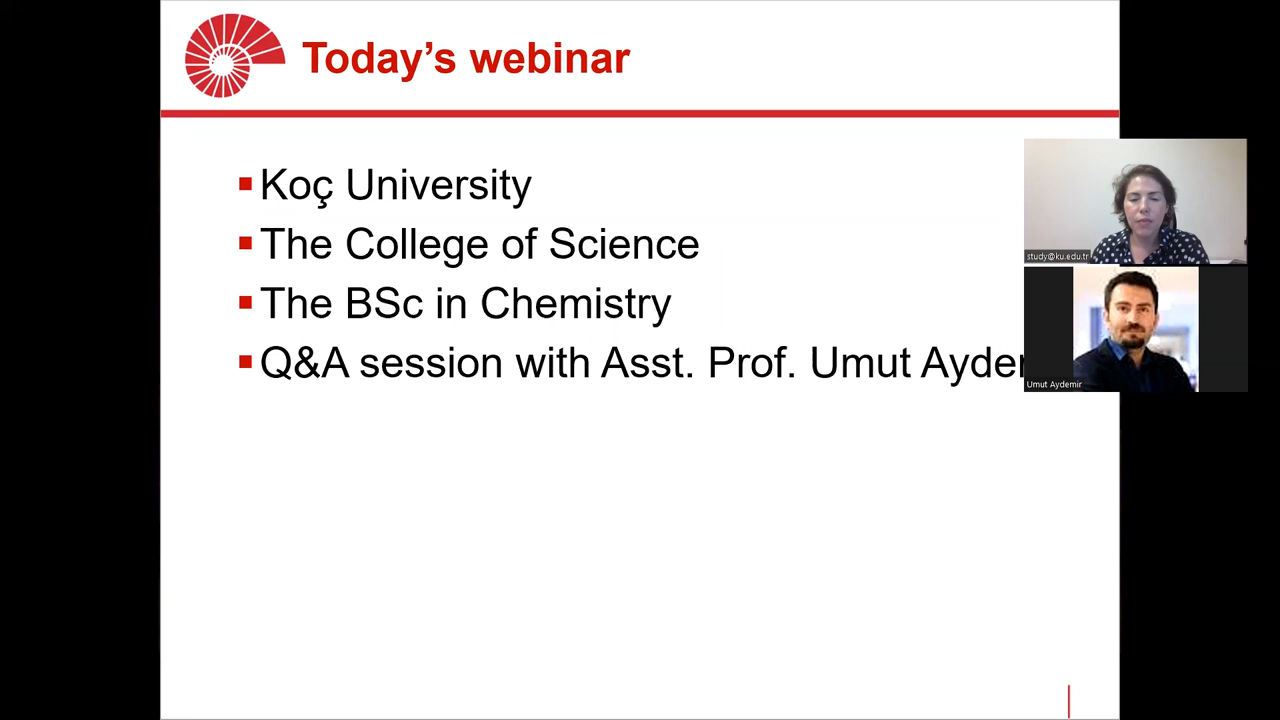 Today's webinar
Koç University
The College of Science
The BSc in Chemistry
Q&A session with Asst. Prof. Umut Ayder
study@ku.edu.tr
Umut Aydemir